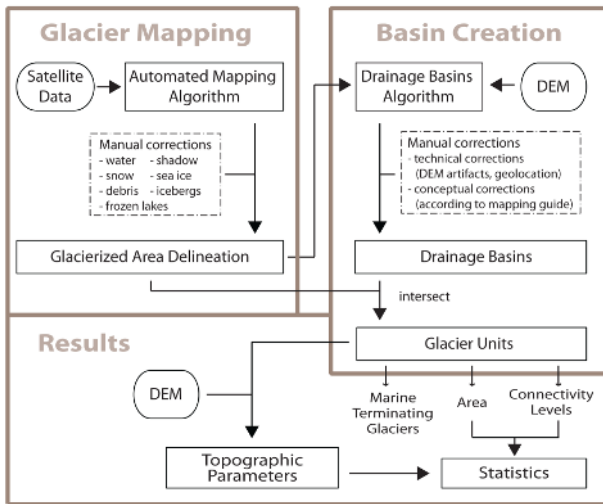 Glacier Mapping
Satellite
Data
Automated Mapping
Algorithm
Manual corrections
- water - shadow
- snow - sea ice
- debris - icebergs
- frozen lakes
Glacierized Area Delineation
Basin Creation
Drainage Basins
Algorithm
DEM
Manual corrections
- technical corrections
(DEM artifacts, geolocation)
- conceptual corrections
(according to mapping guide)
Drainage Basins
intersect
Glacier Units
Results
DEM
Marine
Terminating
Glaciers
Area
Connectivity
Levels
Topographic
Parameters
Statistics